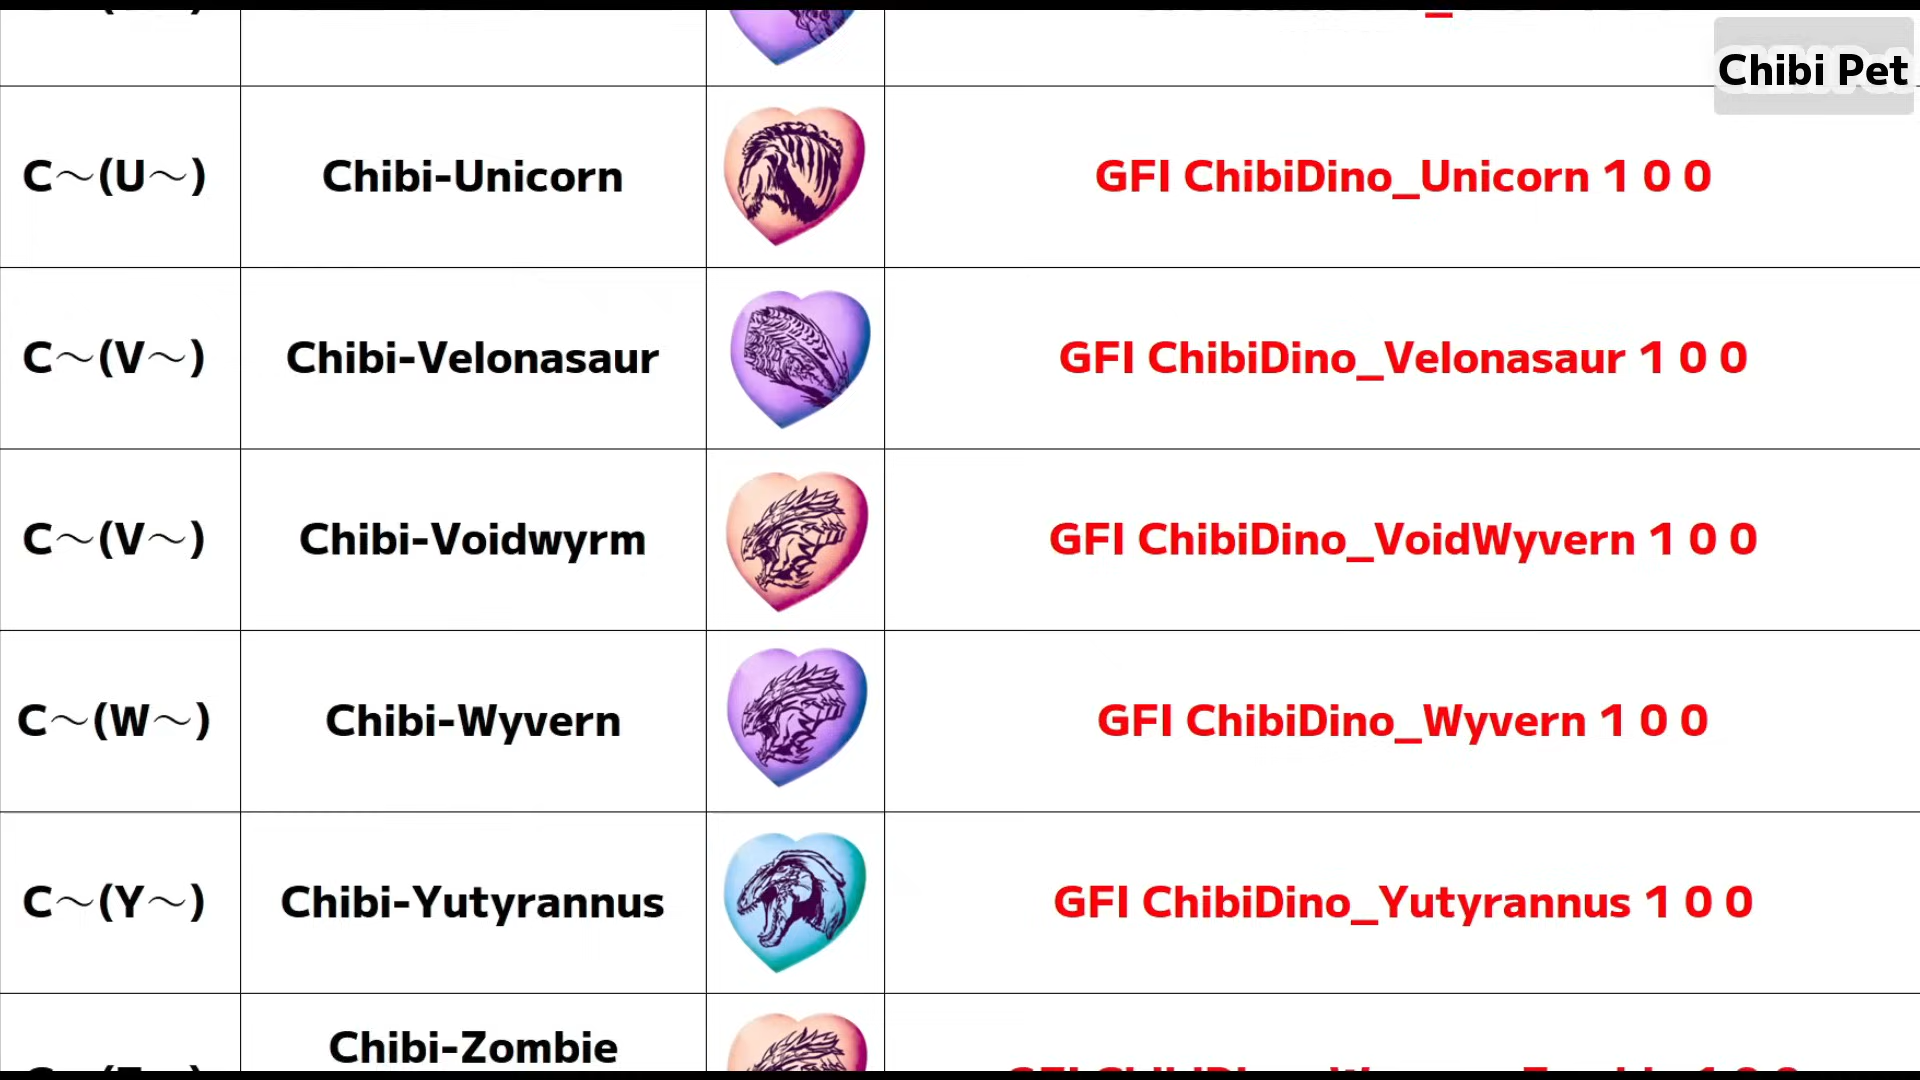 Chibi Pet
C～(U～) Chibi-Unicorn GFI ChibiDino_Unicorn 1 0 0
C～(V～) Chibi-Velonasaur GFI ChibiDino_Velonasaur 1 0 0
C～(V～) Chibi-Voidwyrm GFI ChibiDino_VoidWyvern 1 0 0
C～(W～) Chibi-Wyvern GFI ChibiDino_Wyvern 1 0 0
C～(Y～) Chibi-Yutyrannus GFI ChibiDino_Yutyrannus 1 0 0
Chibi-Zombie